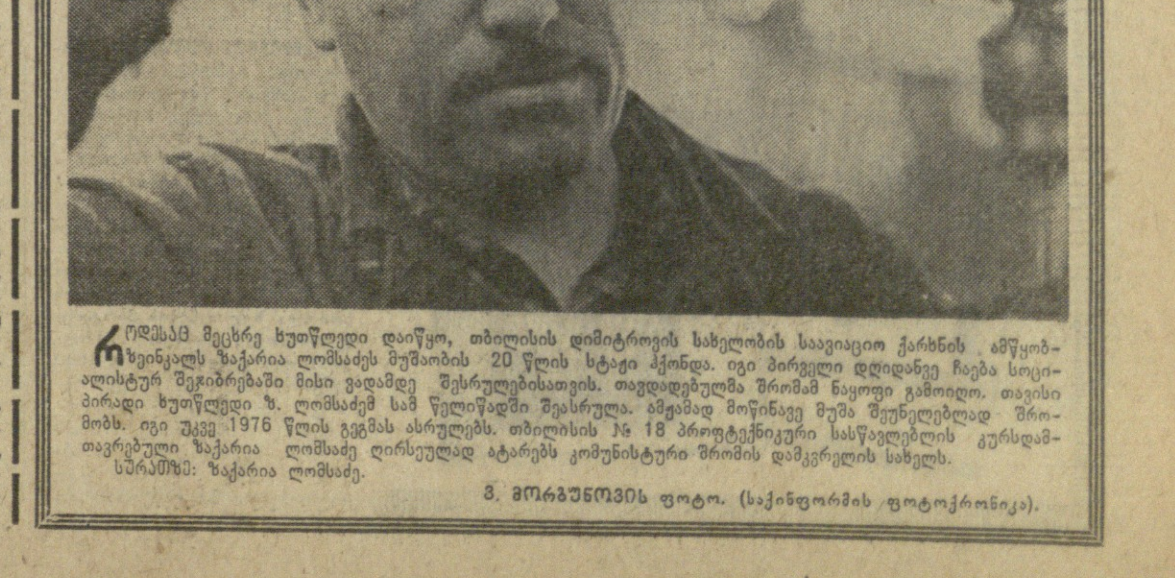 როდესაც მეცხრე ხუთწლედი დაიწყო, თბილისის დიმიტროვის სახელობის საავიაციო ქარხნის ამწყობ-
ზეინკალს ზაქარია ლომსაძეს მუშაობის 20 წლის სტაჟი ჰქონდა. იგი პირველი დღიდანვე ჩაება სოცი-
ალისტურ შეჯიბრებაში მისი ვადამდე შესრულებისათვის. თავდადებულმა შრომამ ნაყოფი გამოიღო. თავისი
პირადი ხუთწლედი ზ. ლომსაძემ სამ წელიწადში შეასრულა. ამჟამად მოწინავე მუშა შეუნელებლად შრო-
მობს. იგი უკვე 1976 წლის გეგმას ასრულებს. თბილისის № 18 პროფტექნიკური სასწავლებლის კურსდამ-
თავრებული ზაქარია ლომსაძე ღირსეულად ატარებს კომუნისტური შრომის დამკვრელის სახელს.
სურათზე: ზაქარია ლომსაძე.
ვ. მორგუნოვის ფოტო. (საქინფორმის ფოტოქრონიკა).